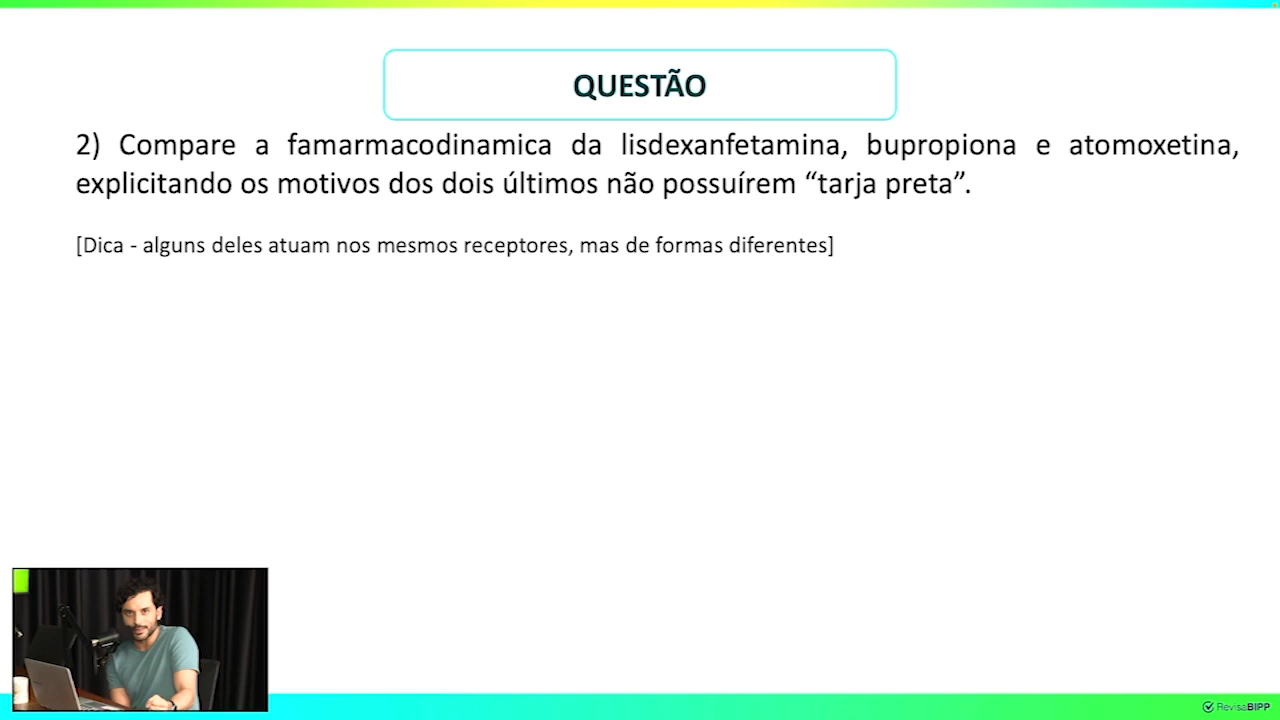 QUESTÃO
2) Compare a famarmacodinamica da lisdexanfetamina, bupropiona e atomoxetina,
explicitando os motivos dos dois últimos não possuírem “tarja preta”.
[Dica - alguns deles atuam nos mesmos receptores, mas de formas diferentes]
RevisaBIPP